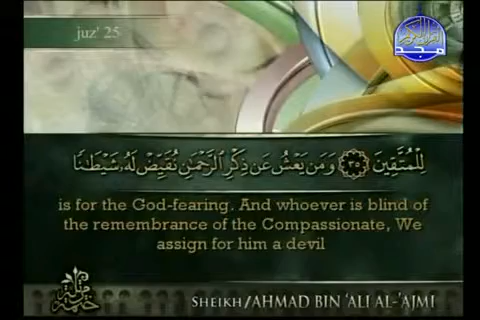 juz' 25
مجد
لِلْمُتَّقِينَ ٣٥ وَمَن يَعْشُ عَن ذِكْرِ الرَّحْمَٰنِ نُقَيِّضْ لَهُ شَيْطَانًا
is for the God-fearing. And whoever is blind of
the remembrance of the Compassionate, We
assign for him a devil
SHEIKH/AHMAD BIN 'ALI AL-'AJMI